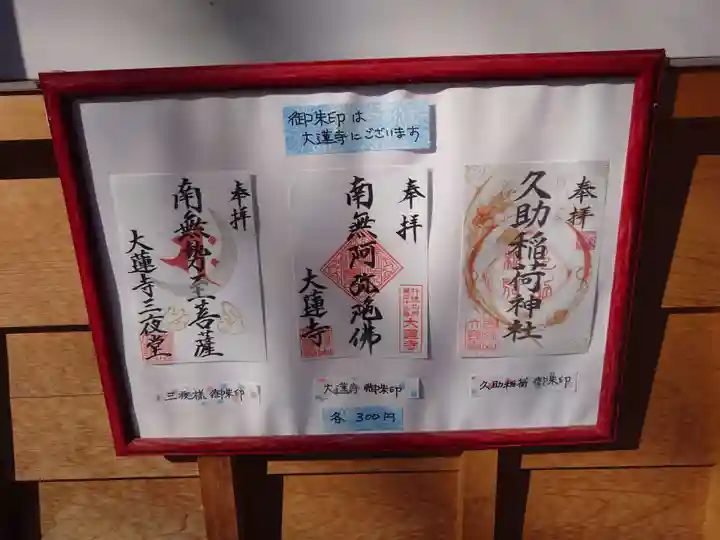 御朱印は
大蓮寺にございます
奉拝
南無勢至菩薩
大蓮寺三夜堂
奉拝
南無阿弥陀佛
大蓮寺
大蓮寺
奉拝
久助稲荷神社
三夜様 御朱印
大蓮寺 御朱印
久助稲荷 御朱印
各 300円